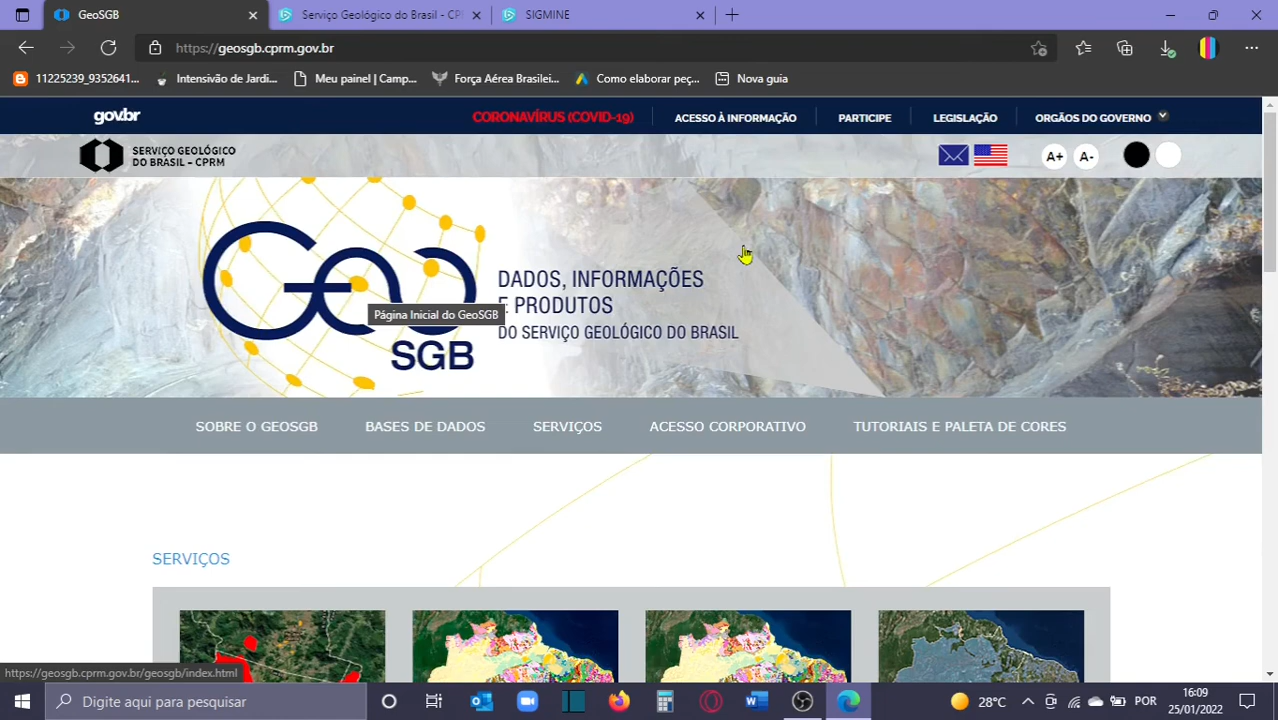 GeoSGB
Serviço Geológico do Brasil - CP
SIGMINE
https://geosgb.cprm.gov.br
11225239_9352641...
Intensivão de Jardi...
Meu painel | Camp...
Força Aérea Brasilei...
Como elaborar peç...
Nova guia
gov.br
CORONAVÍRUS (COVID-19)
ACESSO À INFORMAÇÃO
PARTICIPE
LEGISLAÇÃO
ORGÃOS DO GOVERNO
SERVIÇO GEOLÓGICO
DO BRASIL – CPRM
A+
A-
Geo
SGB
DADOS, INFORMAÇÕES
E PRODUTOS
DO SERVIÇO GEOLÓGICO DO BRASIL
Página Inicial do GeoSGB
SOBRE O GEOSGB
BASES DE DADOS
SERVIÇOS
ACESSO CORPORATIVO
TUTORIAIS E PALETA DE CORES
SERVIÇOS
https://geosgb.cprm.gov.br/geosgb/index.html
Digite aqui para pesquisar
28°C
POR
16:09
25/01/2022